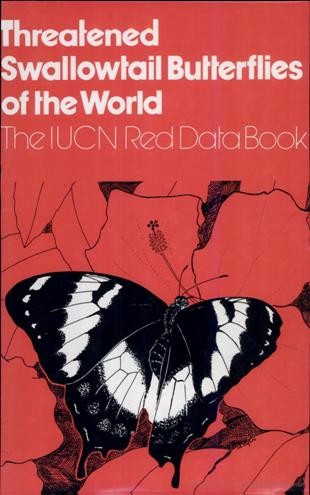 Threatened
Swallowtail Butterflies
of the World
The IUCN Red Data Book